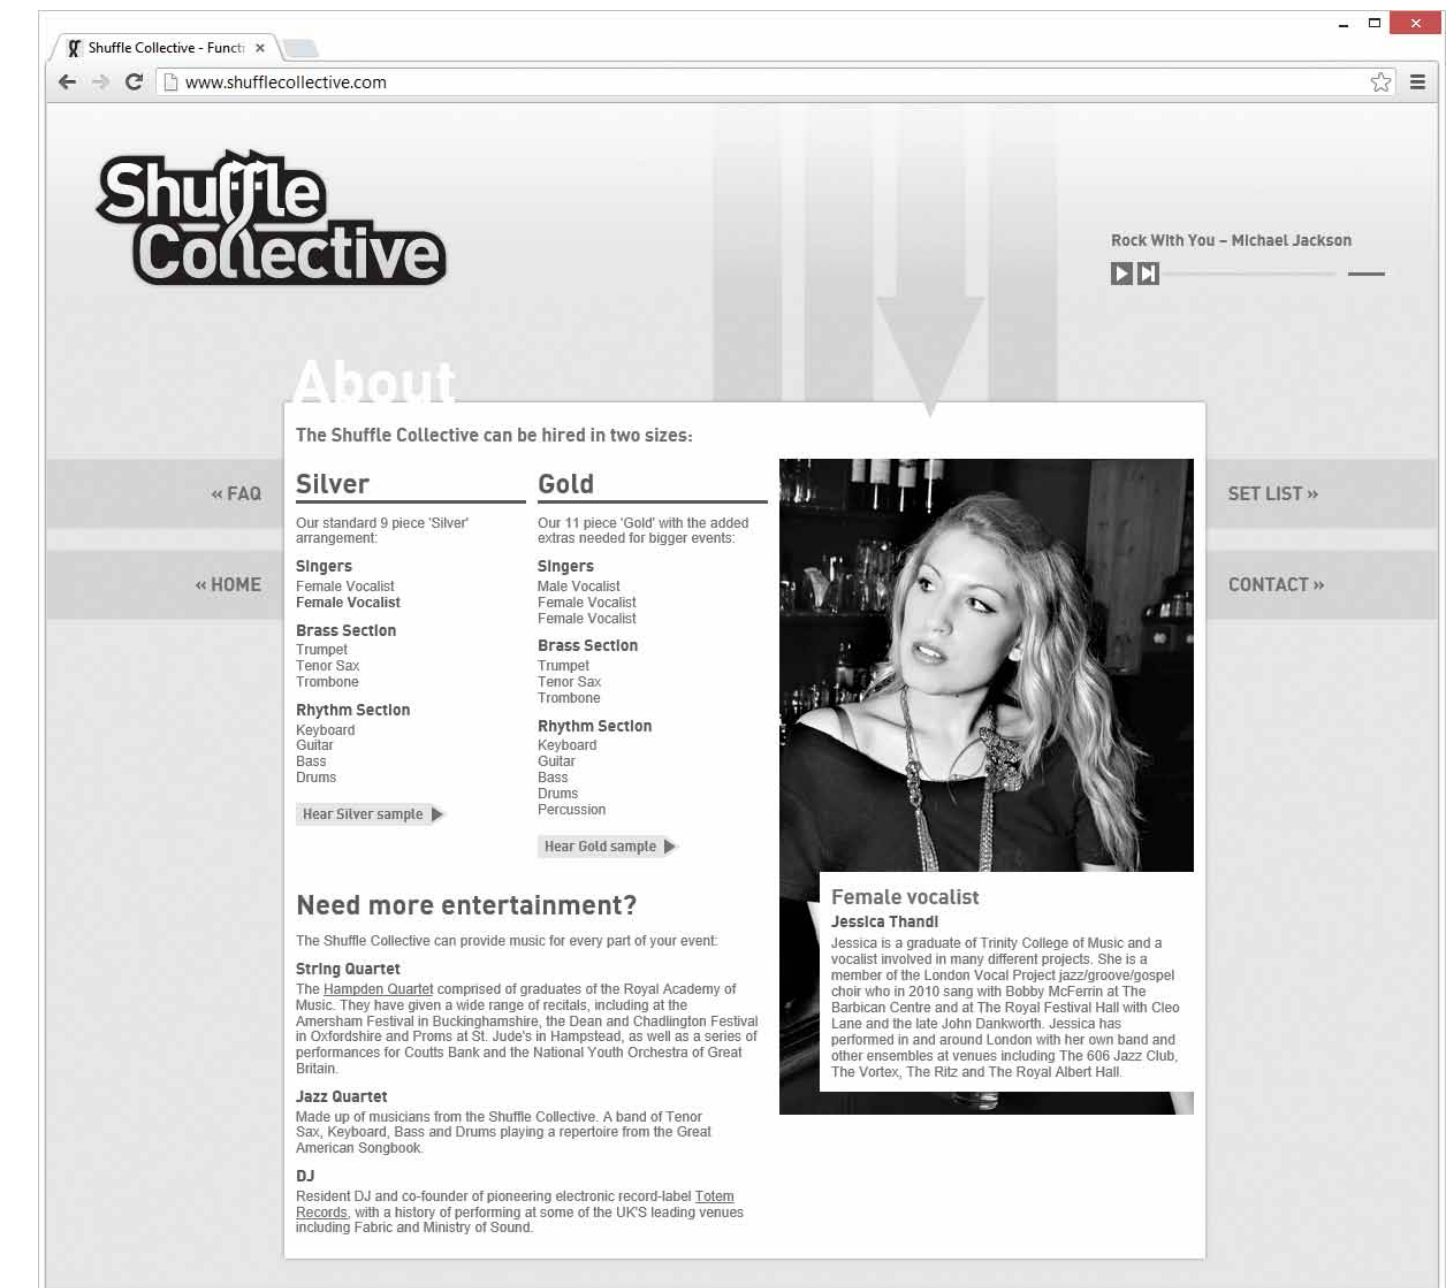 Shuffle Collective - Functi
www.shufflecollective.com
Shuffle
Collective
Rock With You – Michael Jackson
About
The Shuffle Collective can be hired in two sizes:
« FAQ
« HOME
Silver
Our standard 9 piece 'Silver'
arrangement:
Singers
Female Vocalist
Female Vocalist
Brass Section
Trumpet
Tenor Sax
Trombone
Rhythm Section
Keyboard
Guitar
Bass
Drums
Hear Silver sample
Gold
Our 11 piece 'Gold' with the added
extras needed for bigger events:
Singers
Male Vocalist
Female Vocalist
Female Vocalist
Brass Section
Trumpet
Tenor Sax
Trombone
Rhythm Section
Keyboard
Guitar
Bass
Drums
Percussion
Hear Gold sample
Need more entertainment?
The Shuffle Collective can provide music for every part of your event:
String Quartet
The Hampden Quartet comprised of graduates of the Royal Academy of
Music. They have given a wide range of recitals, including at the
Amersham Festival in Buckinghamshire, the Dean and Chadlington Festival
in Oxfordshire and Proms at St. Jude's in Hampstead, as well as a series of
performances for Coutts Bank and the National Youth Orchestra of Great
Britain.
Jazz Quartet
Made up of musicians from the Shuffle Collective. A band of Tenor
Sax, Keyboard, Bass and Drums playing a repertoire from the Great
American Songbook.
DJ
Resident DJ and co-founder of pioneering electronic record-label Totem
Records, with a history of performing at some of the UK'S leading venues
including Fabric and Ministry of Sound.
Female vocalist
Jessica Thandi
Jessica is a graduate of Trinity College of Music and a
vocalist involved in many different projects. She is a
member of the London Vocal Project jazz/groove/gospel
choir who in 2010 sang with Bobby McFerrin at The
Barbican Centre and at The Royal Festival Hall with Cleo
Lane and the late John Dankworth. Jessica has
performed in and around London with her own band and
other ensembles at venues including The 606 Jazz Club,
The Vortex, The Ritz and The Royal Albert Hall.
SET LIST »
CONTACT »